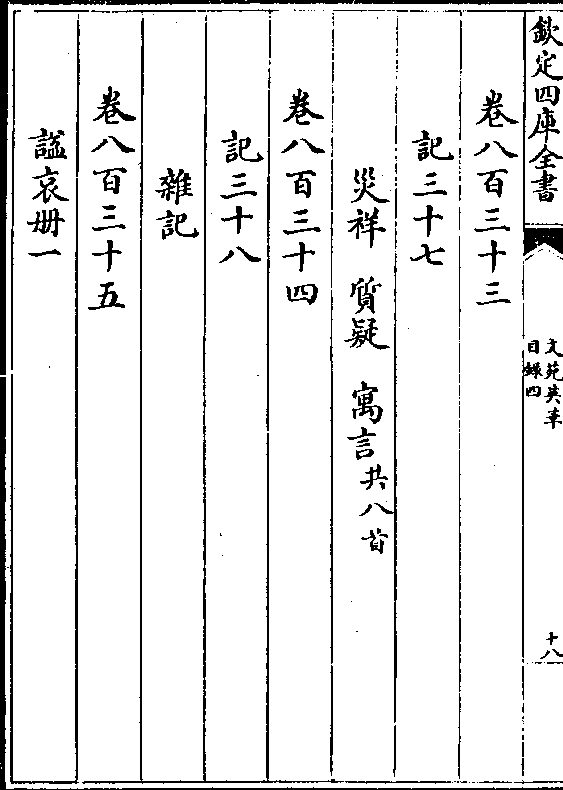 欽定四庫全書
文苑英華
目録四
十八
卷八百三十三
記三十七
災祥 質疑 寓言共八首
卷八百三十四
記三十八
雜記
卷八百三十五
諡哀册一